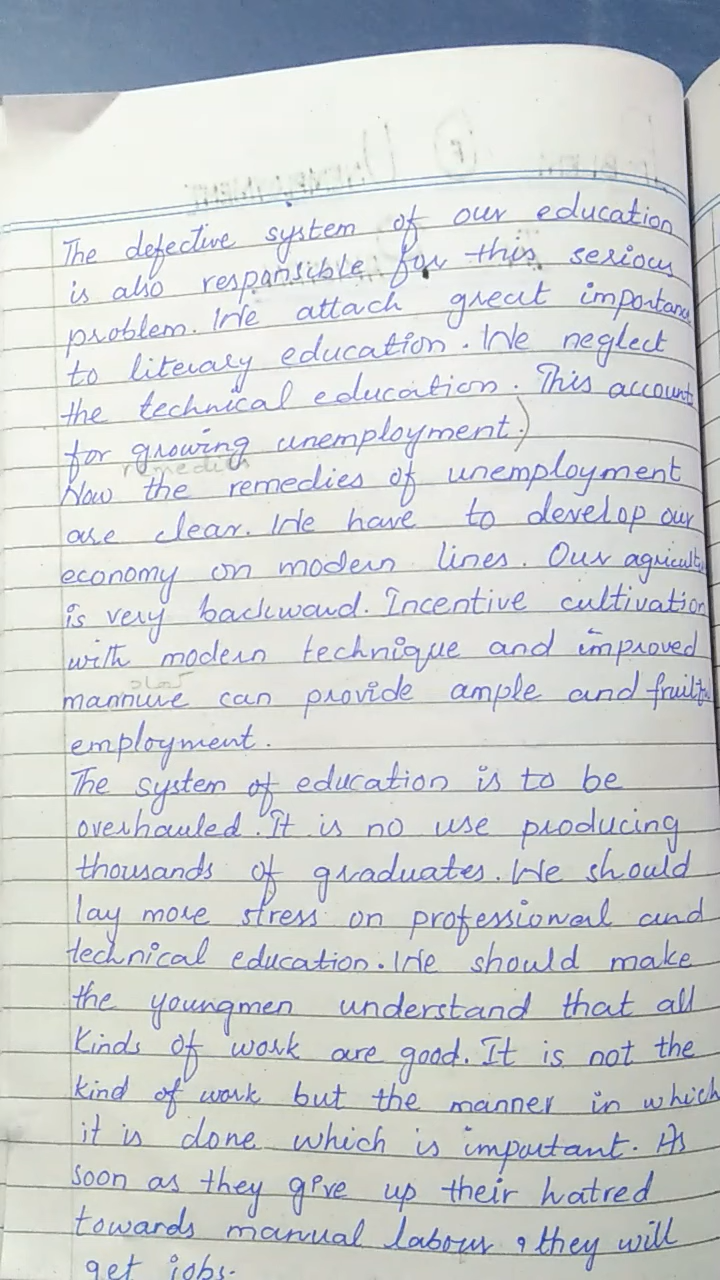 The defective system of our education
is also responsible for this serious
problem. We attach great importanc
to literary education. We neglect
the technical education. This account
for growing unemployment.)
Now the remedies of unemployment
are clear. We have to develop our
economy on modern lines. Our agricult
is very backward. Incentive cultivation
with modern technique and improved
کھاد
mannure can provide ample and fruitf
employment.
The system of education is to be
overhauled. It is no use producing
thousands of graduates. We should
lay more stress on professional and
technical education. We should make
the youngmen understand that all
kinds of work are good. It is not the
kind of work but the manner in which
it is done which is important. As
soon as they give up their hatred
towards manual labour, they will
get jobs.